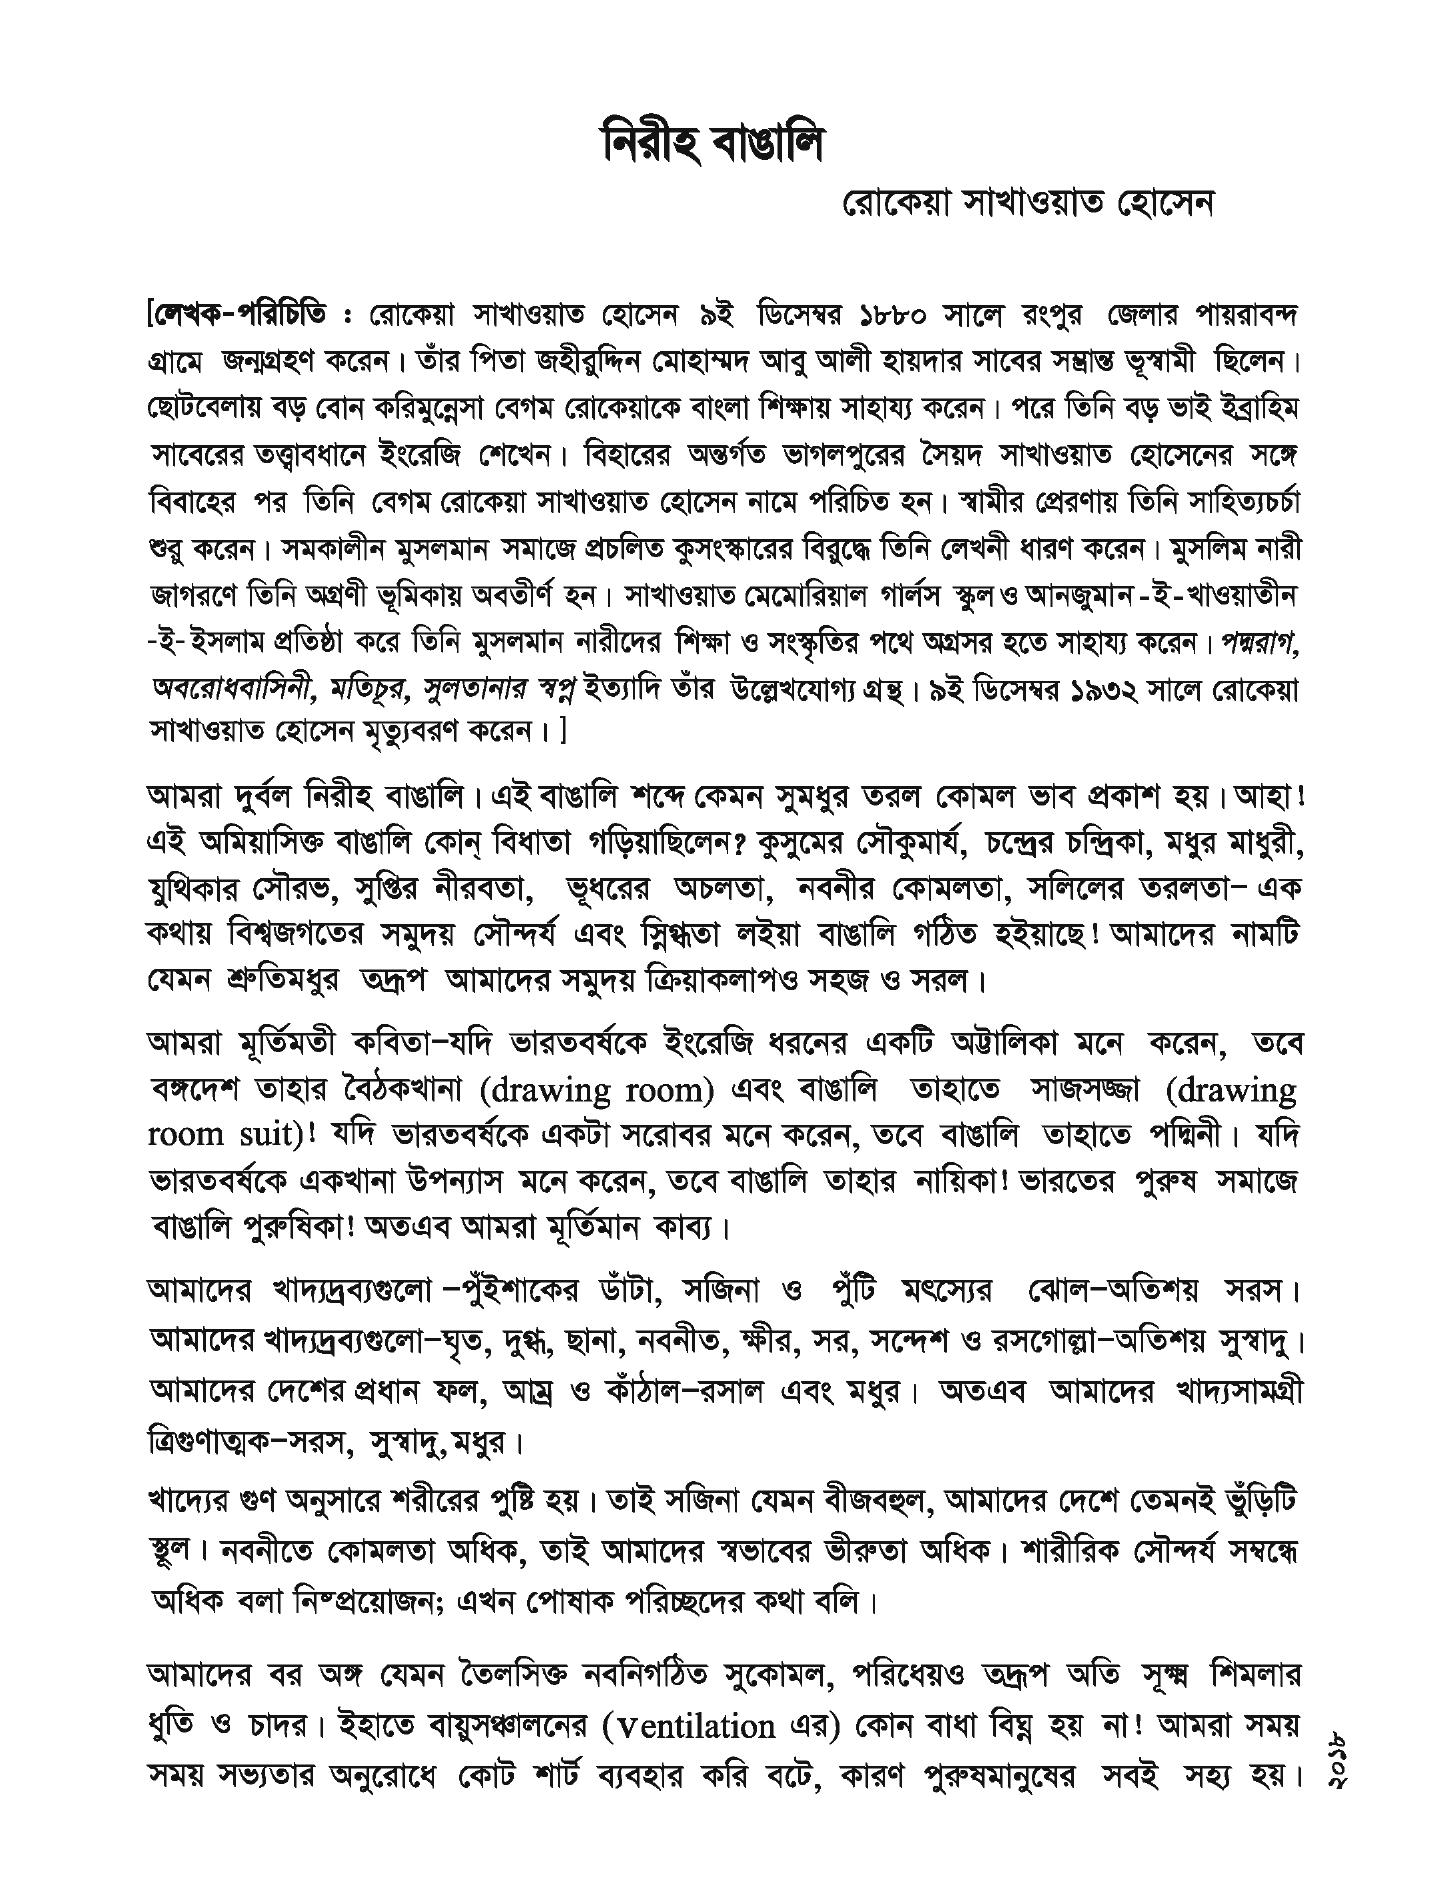 নিরীহ বাঙালি
রোকেয়া সাখাওয়াত হোসেন
[লেখক-পরিচিতি : রোকেয়া সাখাওয়াত হোসেন ৯ই ডিসেম্বর ১৮৮০ সালে রংপুর জেলার পায়রাবন্দ
গ্রামে জন্মগ্রহণ করেন। তাঁর পিতা জহীরুদ্দিন মোহাম্মদ আবু আলী হায়দার সাবের সম্ভ্রান্ত ভূস্বামী ছিলেন।
ছোটবেলায় বড় বোন করিমুন্নেসা বেগম রোকেয়াকে বাংলা শিক্ষায় সাহায্য করেন। পরে তিনি বড় ভাই ইব্রাহিম
সাবেরের তত্ত্বাবধানে ইংরেজি শেখেন। বিহারের অন্তর্গত ভাগলপুরের সৈয়দ সাখাওয়াত হোসেনের সঙ্গে
বিবাহের পর তিনি বেগম রোকেয়া সাখাওয়াত হোসেন নামে পরিচিত হন। স্বামীর প্রেরণায় তিনি সাহিত্যচর্চা
শুরু করেন। সমকালীন মুসলমান সমাজে প্রচলিত কুসংস্কারের বিরুদ্ধে তিনি লেখনী ধারণ করেন। মুসলিম নারী
জাগরণে তিনি অগ্রণী ভূমিকায় অবতীর্ণ হন। সাখাওয়াত মেমোরিয়াল গার্লস স্কুল ও আনজুমান-ই-খাওয়াতীন
-ই-ইসলাম প্রতিষ্ঠা করে তিনি মুসলমান নারীদের শিক্ষা ও সংস্কৃতির পথে অগ্রসর হতে সাহায্য করেন। পদ্মরাগ,
অবরোধবাসিনী, মতিচূর, সুলতানার স্বপ্ন ইত্যাদি তাঁর উল্লেখযোগ্য গ্রন্থ। ৯ই ডিসেম্বর ১৯৩২ সালে রোকেয়া
সাখাওয়াত হোসেন মৃত্যুবরণ করেন।]
আমরা দুর্বল নিরীহ বাঙালি। এই বাঙালি শব্দে কেমন সুমধুর তরল কোমল ভাব প্রকাশ হয়। আহা!
এই অমিয়াসিক্ত বাঙালি কোন্ বিধাতা গড়িয়াছিলেন? কুসুমের সৌকুমার্য, চন্দ্রের চন্দ্রিকা, মধুর মাধুরী,
যুথিকার সৌরভ, সুপ্তির নীরবতা, ভূধরের অচলতা, নবনীর কোমলতা, সলিলের তরলতা– এক
কথায় বিশ্বজগতের সমুদয় সৌন্দর্য এবং স্নিগ্ধতা লইয়া বাঙালি গঠিত হইয়াছে! আমাদের নামটি
যেমন শ্রুতিমধুর তদ্রূপ আমাদের সমুদয় ক্রিয়াকলাপও সহজ ও সরল।
আমরা মূর্তিমতী কবিতা–যদি ভারতবর্ষকে ইংরেজি ধরনের একটি অট্টালিকা মনে করেন, তবে
বঙ্গদেশ তাহার বৈঠকখানা (drawing room) এবং বাঙালি তাহাতে সাজসজ্জা (drawing
room suit)! যদি ভারতবর্ষকে একটা সরোবর মনে করেন, তবে বাঙালি তাহাতে পদ্মিনী। যদি
ভারতবর্ষকে একখানা উপন্যাস মনে করেন, তবে বাঙালি তাহার নায়িকা! ভারতের পুরুষ সমাজে
বাঙালি পুরুষিকা! অতএব আমরা মূর্তিমান কাব্য।
আমাদের খাদ্যদ্রব্যগুলো –পুঁইশাকের ডাঁটা, সজিনা ও পুঁটি মৎস্যের ঝোল–অতিশয় সরস।
আমাদের খাদ্যদ্রব্যগুলো–ঘৃত, দুগ্ধ, ছানা, নবনীত, ক্ষীর, সর, সন্দেশ ও রসগোল্লা–অতিশয় সুস্বাদু।
আমাদের দেশের প্রধান ফল, আম্র ও কাঁঠাল–রসাল এবং মধুর। অতএব আমাদের খাদ্যসামগ্রী
ত্রিগুণাত্মক–সরস, সুস্বাদু, মধুর।
খাদ্যের গুণ অনুসারে শরীরের পুষ্টি হয়। তাই সজিনা যেমন বীজবহুল, আমাদের দেশে তেমনই ভুঁড়িটি
স্থূল। নবনীতে কোমলতা অধিক, তাই আমাদের স্বভাবের ভীরুতা অধিক। শারীরিক সৌন্দর্য সম্বন্ধে
অধিক বলা নিষ্প্রয়োজন; এখন পোষাক পরিচ্ছদের কথা বলি।
আমাদের বর অঙ্গ যেমন তৈলসিক্ত নবনিগঠিত সুকোমল, পরিধেয়ও তদ্রূপ অতি সূক্ষ্ম শিমলার
ধুতি ও চাদর। ইহাতে বায়ুসঞ্চালনের (ventilation এর) কোন বাধা বিঘ্ন হয় না! আমরা সময়
সময় সভ্যতার অনুরোধে কোট শার্ট ব্যবহার করি বটে, কারণ পুরুষমানুষের সবই সহ্য হয়।
২০১৮